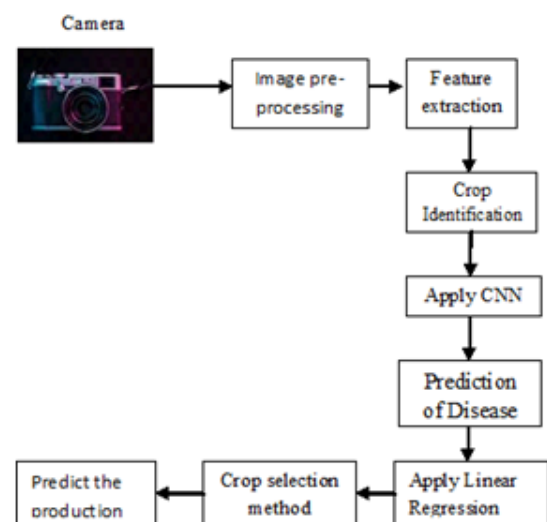 Camera
Image pre-
processing
Feature
extraction
Crop
Identification
Apply CNN
Prediction
of Disease
Apply Linear
Regression
Crop selection
method
Predict the
production